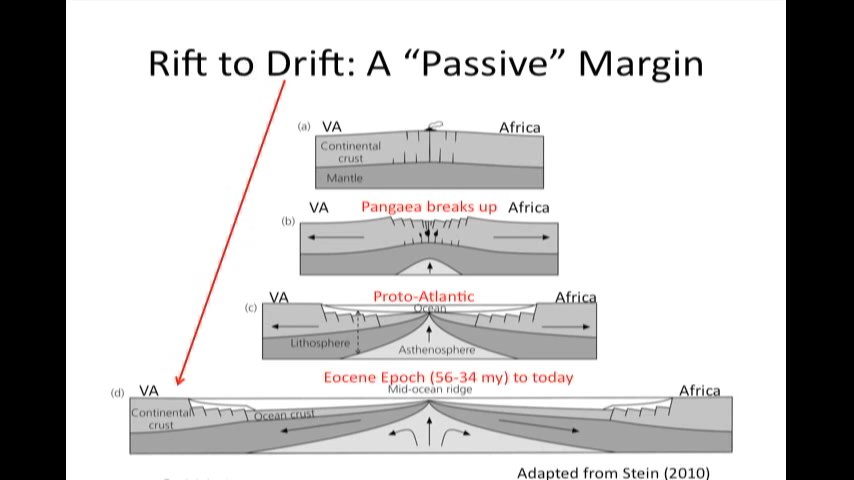 Rift to Drift: A “Passive” Margin
(a) VA Africa
Continental
crust
Mantle
VA Pangaea breaks up Africa
(b)
VA Proto-Atlantic Africa
(c) Ocean
Lithosphere
Asthenosphere
Eocene Epoch (56-34 my) to today
(d) VA Mid-ocean ridge Africa
Continental Ocean crust
crust
Adapted from Stein (2010)